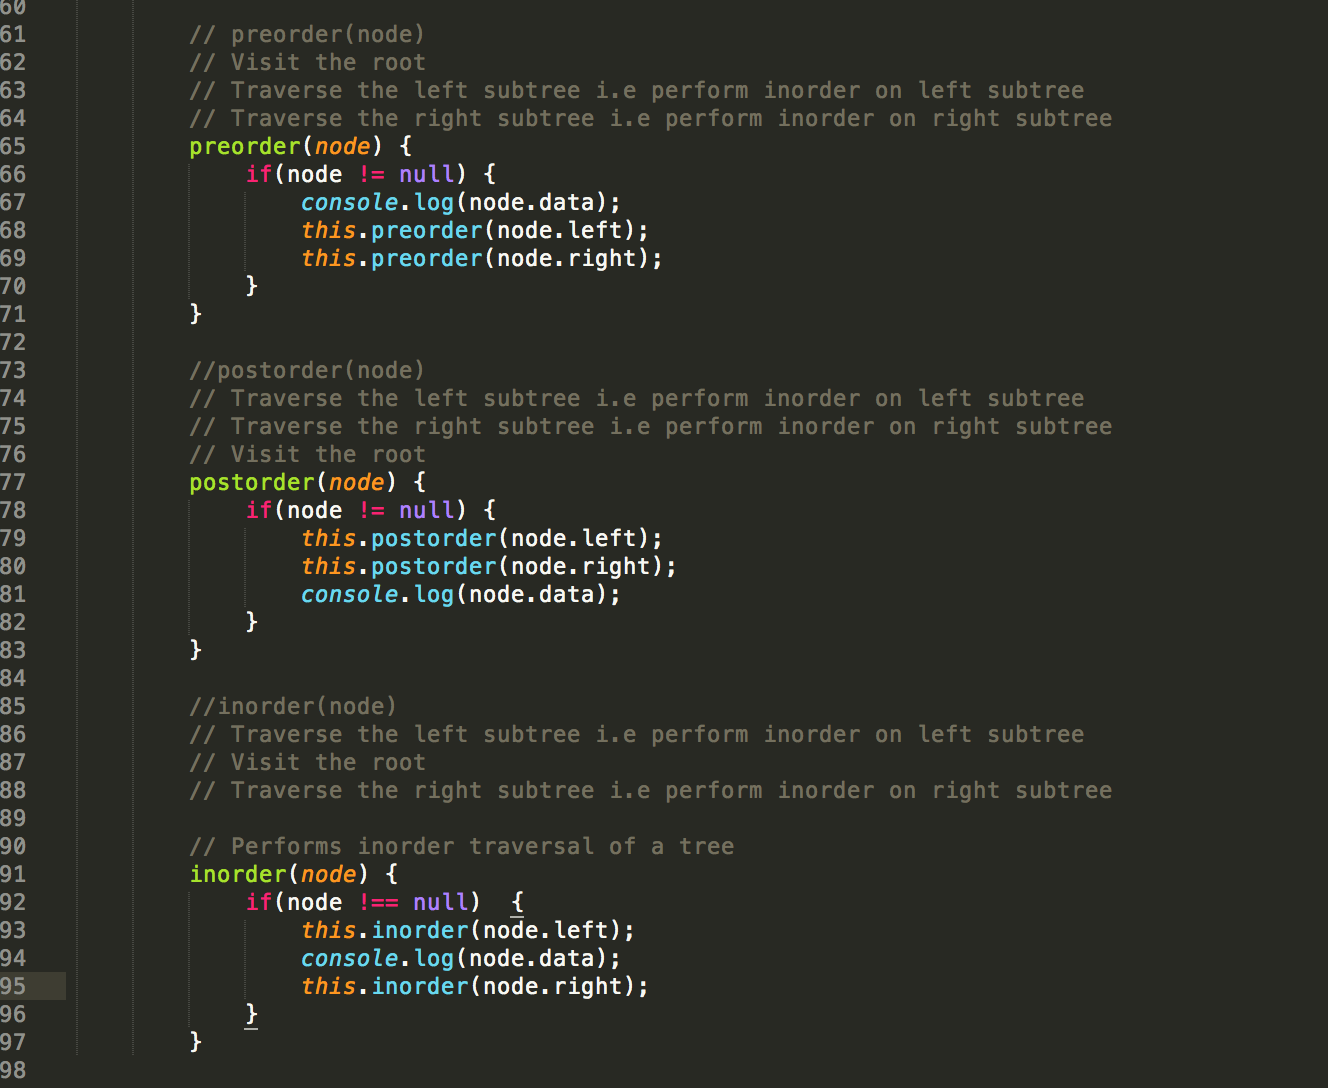 60
61 // preorder(node)
62 // Visit the root
63 // Traverse the left subtree i.e perform inorder on left subtree
64 // Traverse the right subtree i.e perform inorder on right subtree
65 preorder(node) {
66 if(node != null) {
67 console.log(node.data);
68 this.preorder(node.left);
69 this.preorder(node.right);
70 }
71 }
72
73 //postorder(node)
74 // Traverse the left subtree i.e perform inorder on left subtree
75 // Traverse the right subtree i.e perform inorder on right subtree
76 // Visit the root
77 postorder(node) {
78 if(node != null) {
79 this.postorder(node.left);
80 this.postorder(node.right);
81 console.log(node.data);
82 }
83 }
84
85 //inorder(node)
86 // Traverse the left subtree i.e perform inorder on left subtree
87 // Visit the root
88 // Traverse the right subtree i.e perform inorder on right subtree
89
90 // Performs inorder traversal of a tree
91 inorder(node) {
92 if(node !== null)  {
93 this.inorder(node.left);
94 console.log(node.data);
95 this.inorder(node.right);
96 }
97 }
98